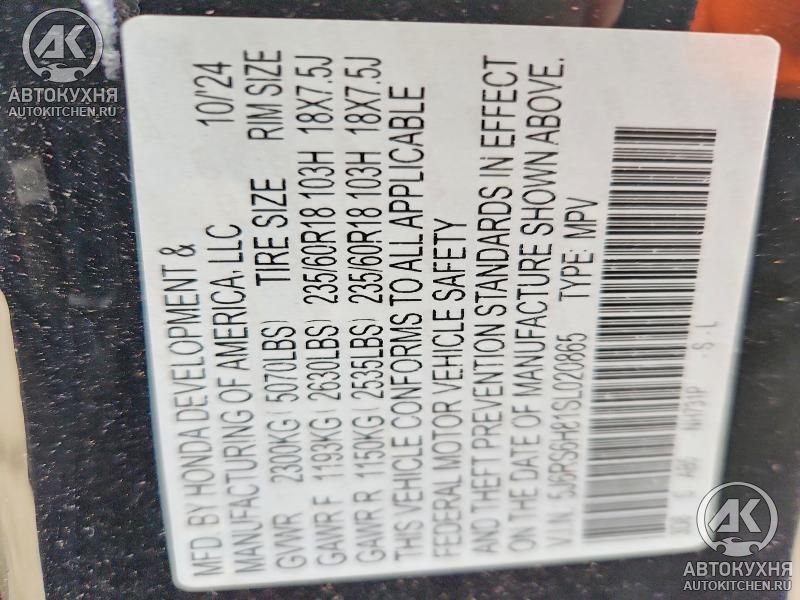 MFD. BY HONDA DEVELOPMENT &
MANUFACTURING OF AMERICA, LLC 10/'24
GVWR 2300KG ( 5070LBS) TIRE SIZE RIM SIZE
GAWR F 1193KG ( 2630LBS) 235/60R18 103H 18X7.5J
GAWR R 1150KG ( 2535LBS) 235/60R18 103H 18X7.5J
THIS VEHICLE CONFORMS TO ALL APPLICABLE
FEDERAL MOTOR VEHICLE SAFETY
AND THEFT PREVENTION STANDARDS IN EFFECT
ON THE DATE OF MANUFACTURE SHOWN ABOVE.
V.I.N: 5J6RS6H81SL020865 TYPE: MPV
NH731P - S - L
АК
АВТОКУХНЯ
AUTOKITCHEN.RU
АК
АВТОКУХНЯ
AUTOKITCHEN.RU